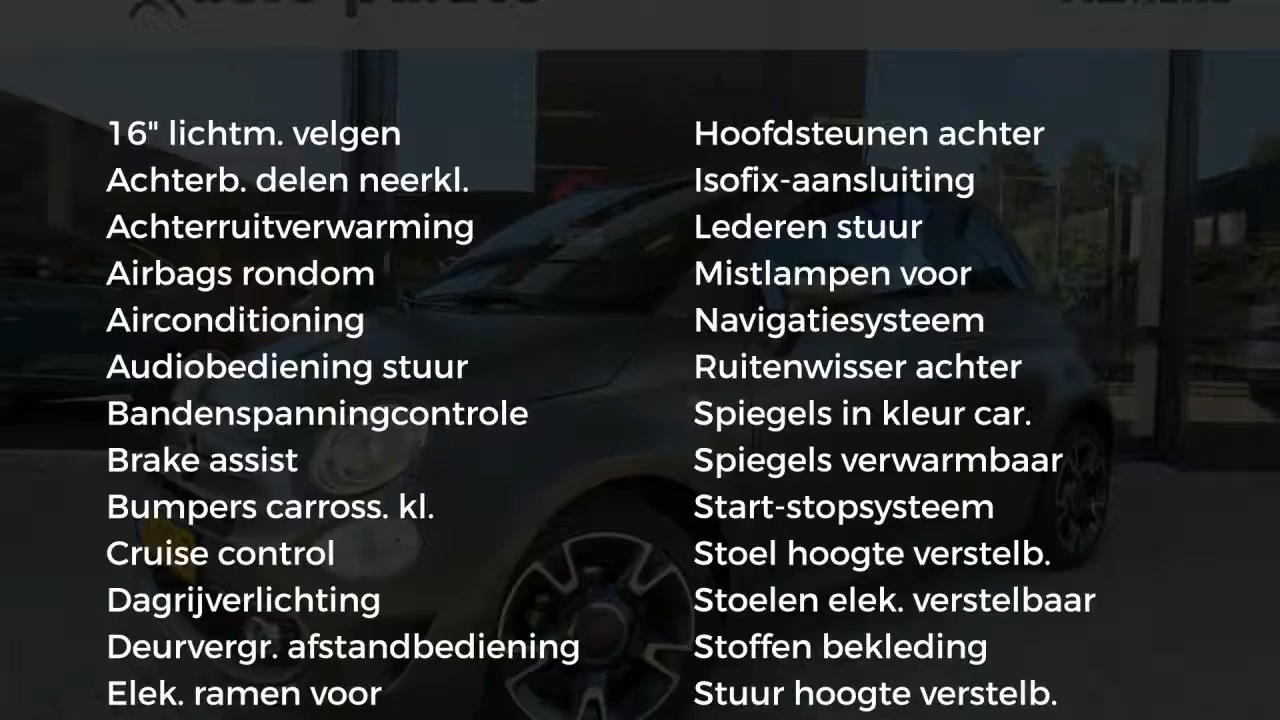 16" lichtm. velgen
Achterb. delen neerkl.
Achterruitverwarming
Airbags rondom
Airconditioning
Audiobediening stuur
Bandenspanningcontrole
Brake assist
Bumpers carross. kl.
Cruise control
Dagrijverlichting
Deurvergr. afstandbediening
Elek. ramen voor
Hoofdsteunen achter
Isofix-aansluiting
Lederen stuur
Mistlampen voor
Navigatiesysteem
Ruitenwisser achter
Spiegels in kleur car.
Spiegels verwarmbaar
Start-stopsysteem
Stoel hoogte verstelb.
Stoelen elek. verstelbaar
Stoffen bekleding
Stuur hoogte verstelb.